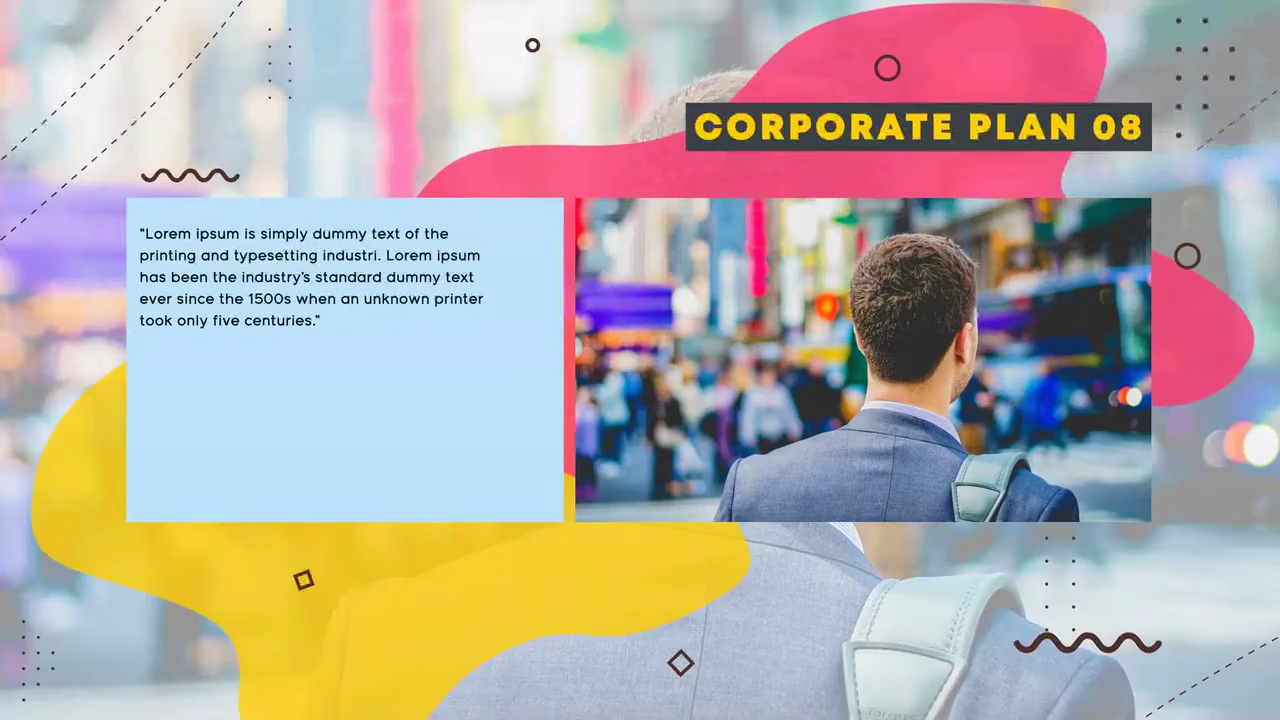 CORPORATE PLAN 08
“Lorem ipsum is simply dummy text of the
printing and typesetting industri. Lorem ipsum
has been the industry’s standard dummy text
ever since the 1500s when an unknown printer
took only five centuries.”